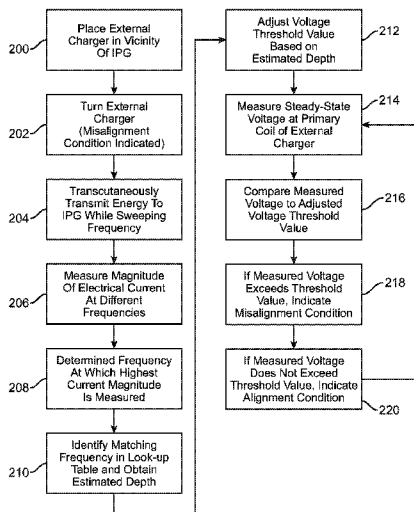 Place External
Charger in Vicinity
Of IPG
200
Turn External
Charger
(Misalignment
Condition Indicated)
202
Transcutaneously
Transmit Energy To
IPG While Sweeping
Frequency
204
Measure Magnitude
Of Electrical Current
At Different
Frequencies
206
Determined Frequency
At Which Highest
Current Magnitude
Is Measured
208
Identify Matching
Frequency in Look-up
Table and Obtain
Estimated Depth
210
Adjust Voltage
Threshold Value
Based on
Estimated Depth
212
Measure Steady-State
Voltage at Primary
Coil of External
Charger
214
Compare Measured
Voltage to Adjusted
Voltage Threshold
Value
216
If Measured Voltage
Exceeds Threshold
Value, Indicate
Misalignment Condition
218
If Measured Voltage
Does Not Exceed
Threshold Value, Indicate
Alignment Condition
220